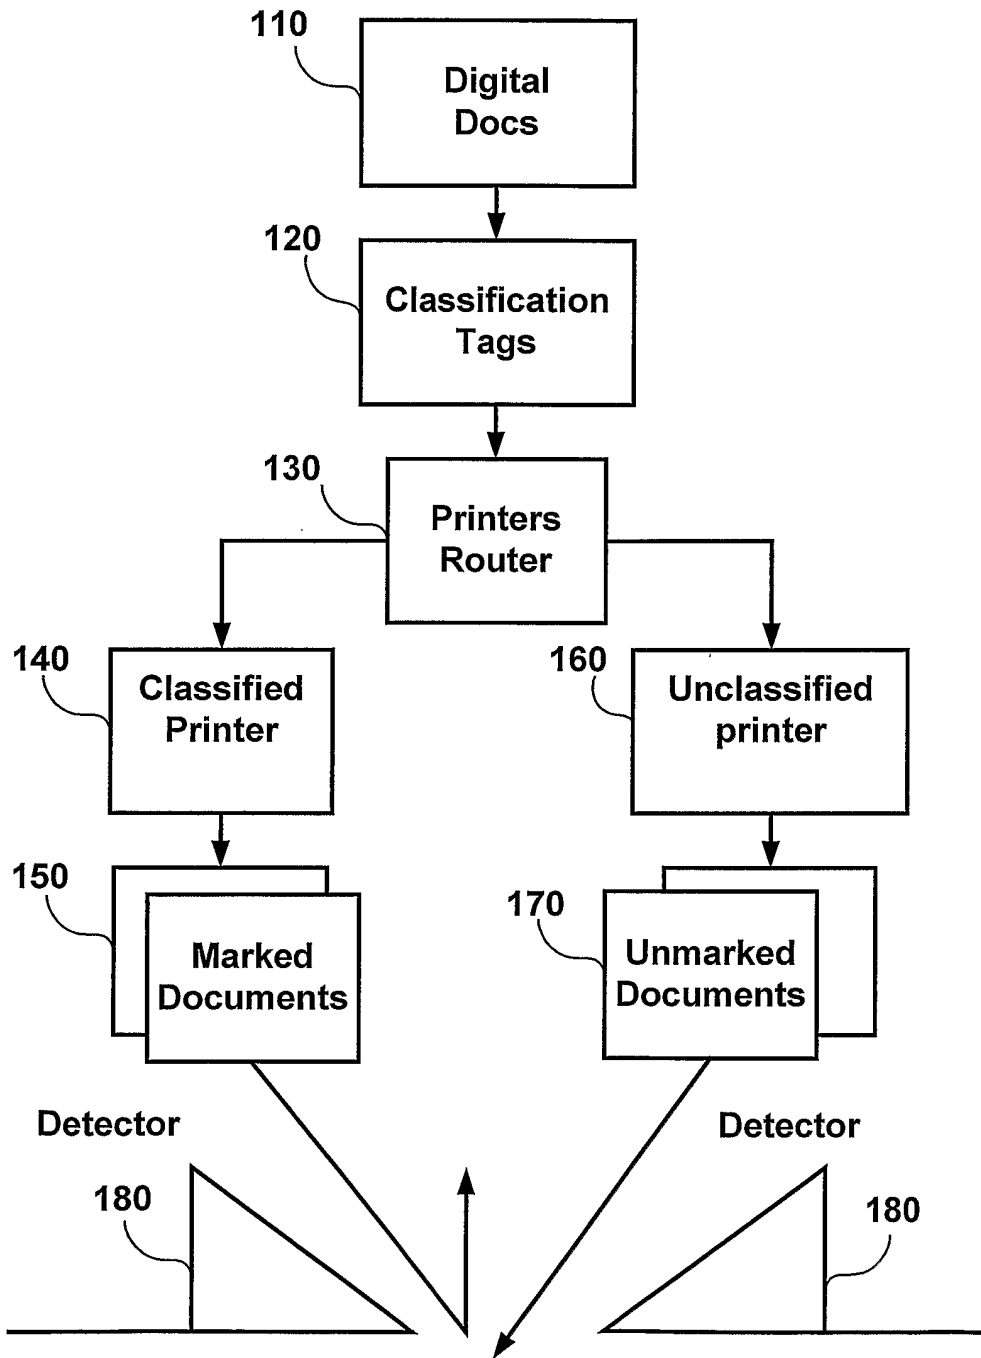 110
Digital
Docs
120
Classification
Tags
130
Printers
Router
140
Classified
Printer
160
Unclassified
printer
150
Marked
Documents
170
Unmarked
Documents
Detector
Detector
180
180